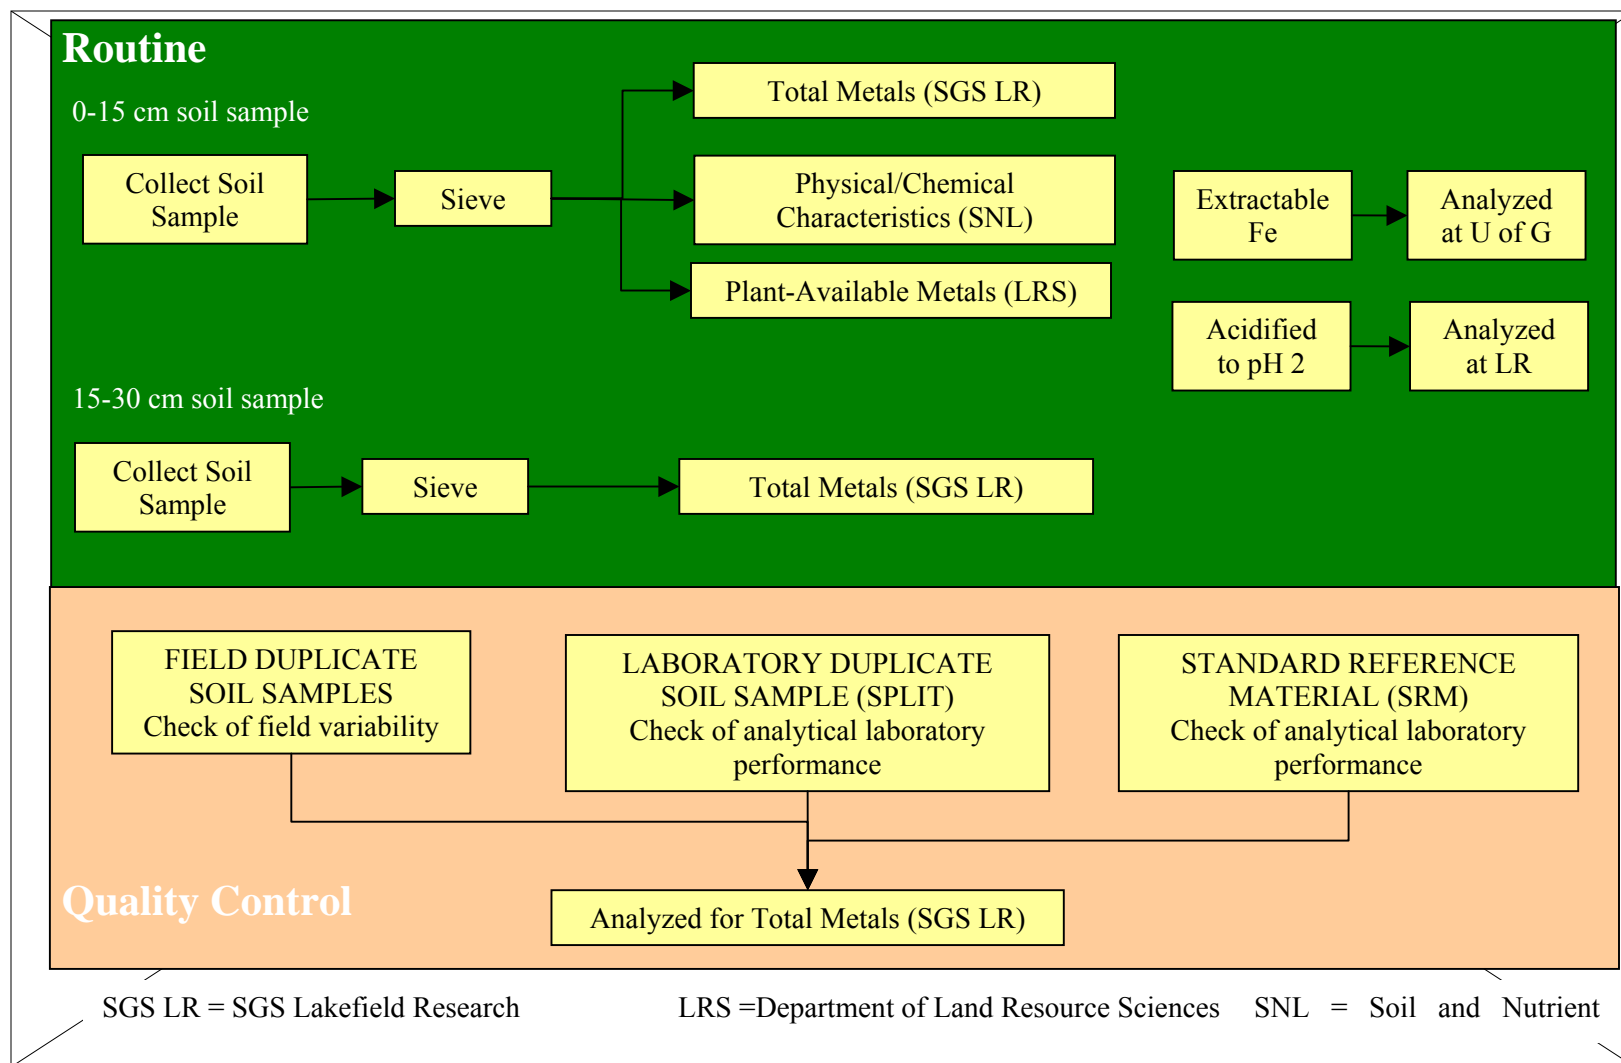 Routine
0-15 cm soil sample
Collect Soil
Sample
Sieve
Total Metals (SGS LR)
Physical/Chemical
Characteristics (SNL)
Plant-Available Metals (LRS)
Extractable
Fe
Analyzed
at U of G
Acidified
to pH 2
Analyzed
at LR
15-30 cm soil sample
Collect Soil
Sample
Sieve
Total Metals (SGS LR)
FIELD DUPLICATE
SOIL SAMPLES
Check of field variability
LABORATORY DUPLICATE
SOIL SAMPLE (SPLIT)
Check of analytical laboratory
performance
STANDARD REFERENCE
MATERIAL (SRM)
Check of analytical laboratory
performance
Quality Control
Analyzed for Total Metals (SGS LR)
SGS LR = SGS Lakefield Research LRS =Department of Land Resource Sciences SNL = Soil and Nutrient